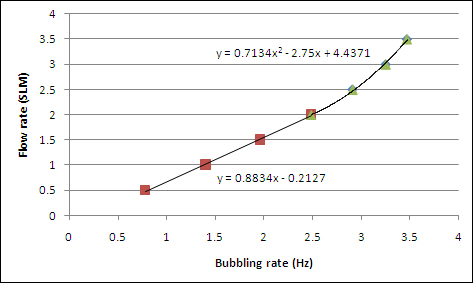 4
3.5
3
2.5
2
1.5
1
0.5
0
Flow rate (SLM)
y = 0.7134x² - 2.75x + 4.4371
y = 0.8834x - 0.2127
0 0.5 1 1.5 2 2.5 3 3.5 4
Bubbling rate (Hz)